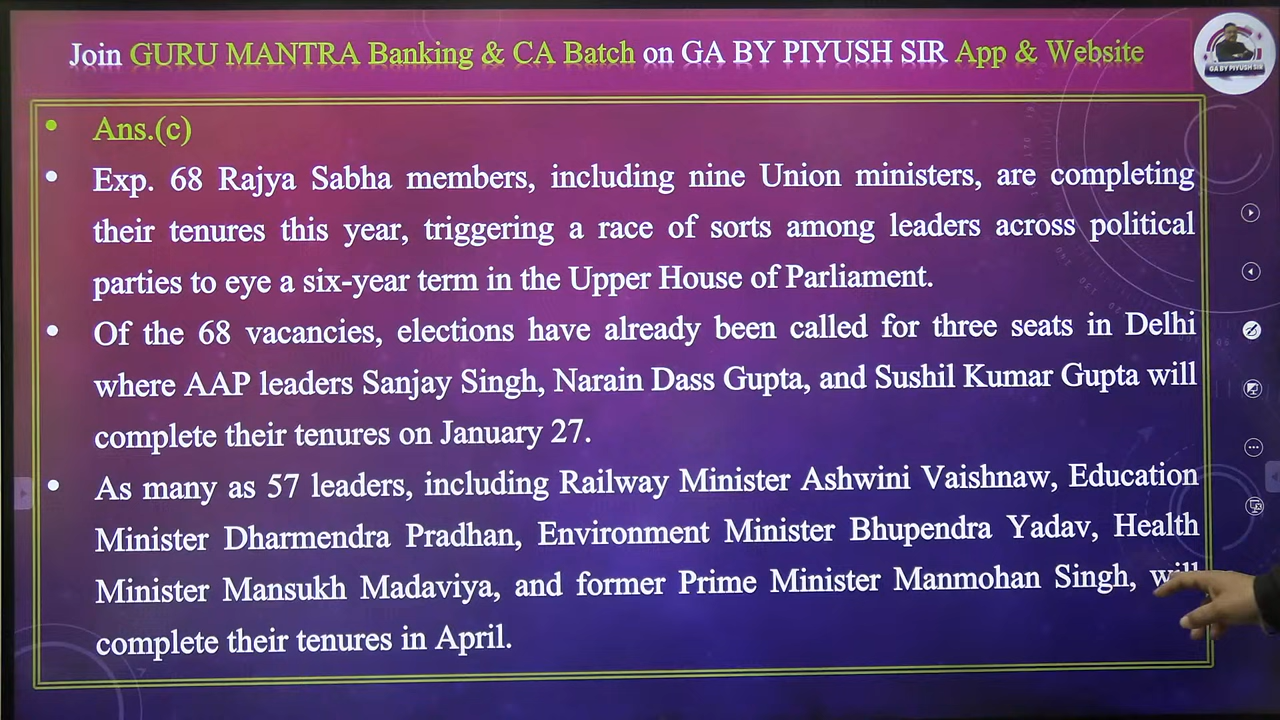 Join GURU MANTRA Banking & CA Batch on GA BY PIYUSH SIR App & Website
GA BY PIYUSH SIR
Ans.(c)
Exp. 68 Rajya Sabha members, including nine Union ministers, are completing
their tenures this year, triggering a race of sorts among leaders across political
parties to eye a six-year term in the Upper House of Parliament.
Of the 68 vacancies, elections have already been called for three seats in Delhi
where AAP leaders Sanjay Singh, Narain Dass Gupta, and Sushil Kumar Gupta will
complete their tenures on January 27.
As many as 57 leaders, including Railway Minister Ashwini Vaishnaw, Education
Minister Dharmendra Pradhan, Environment Minister Bhupendra Yadav, Health
Minister Mansukh Madaviya, and former Prime Minister Manmohan Singh, will
complete their tenures in April.